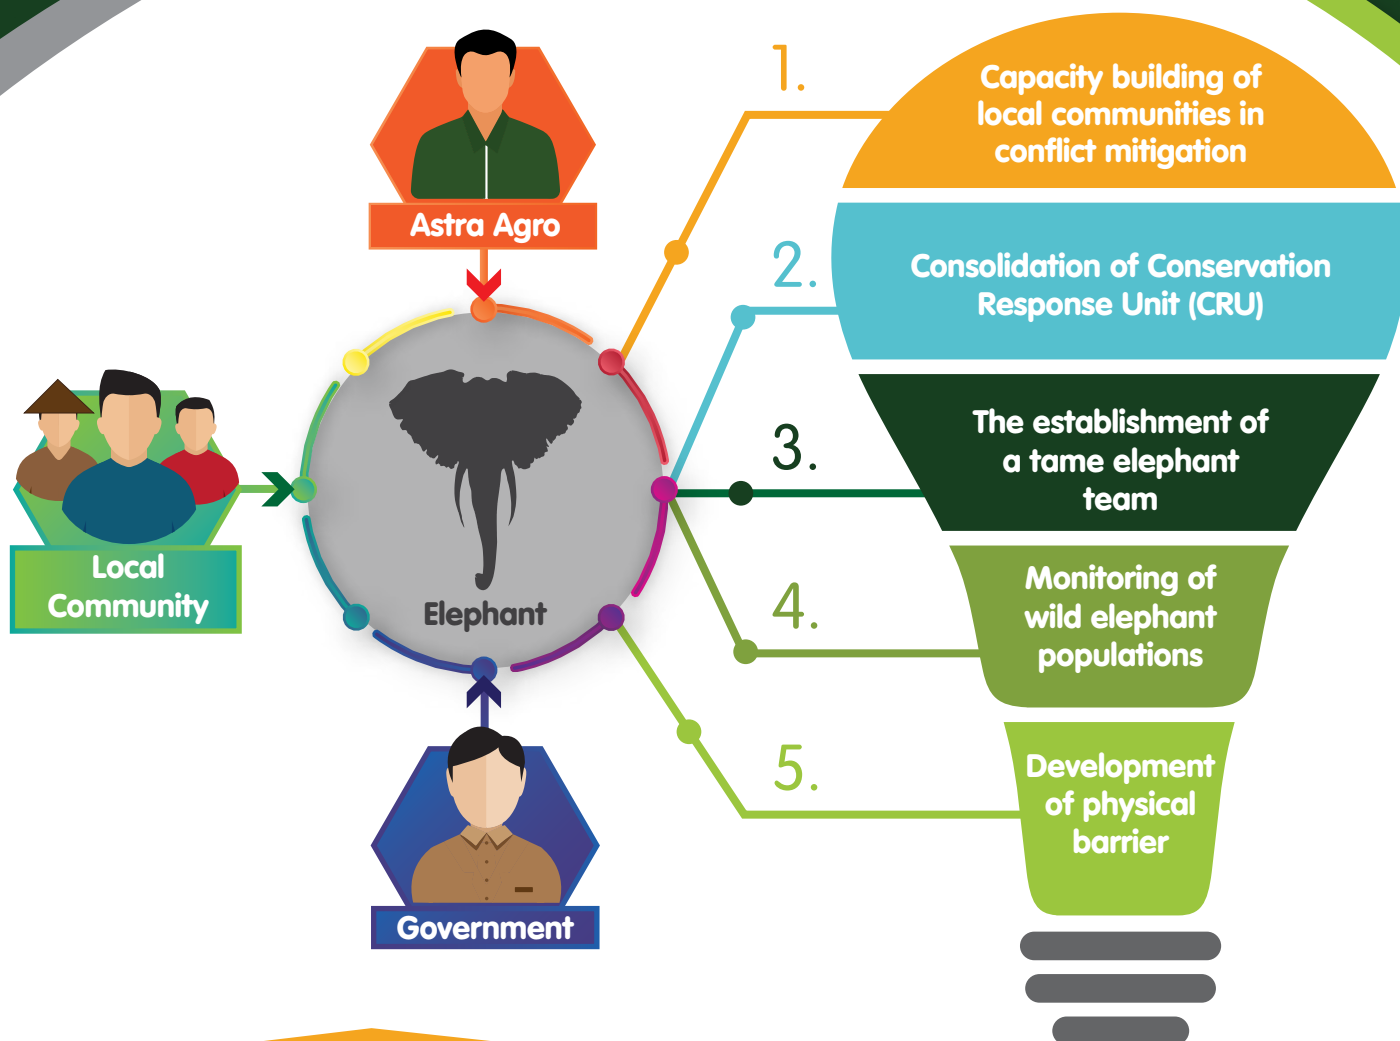 Astra Agro
Local
Community
Elephant
Government
1.
Capacity building of
local communities in
conflict mitigation
2.
Consolidation of Conservation
Response Unit (CRU)
3.
The establishment of
a tame elephant
team
4.
Monitoring of
wild elephant
populations
5.
Development
of physical
barrier